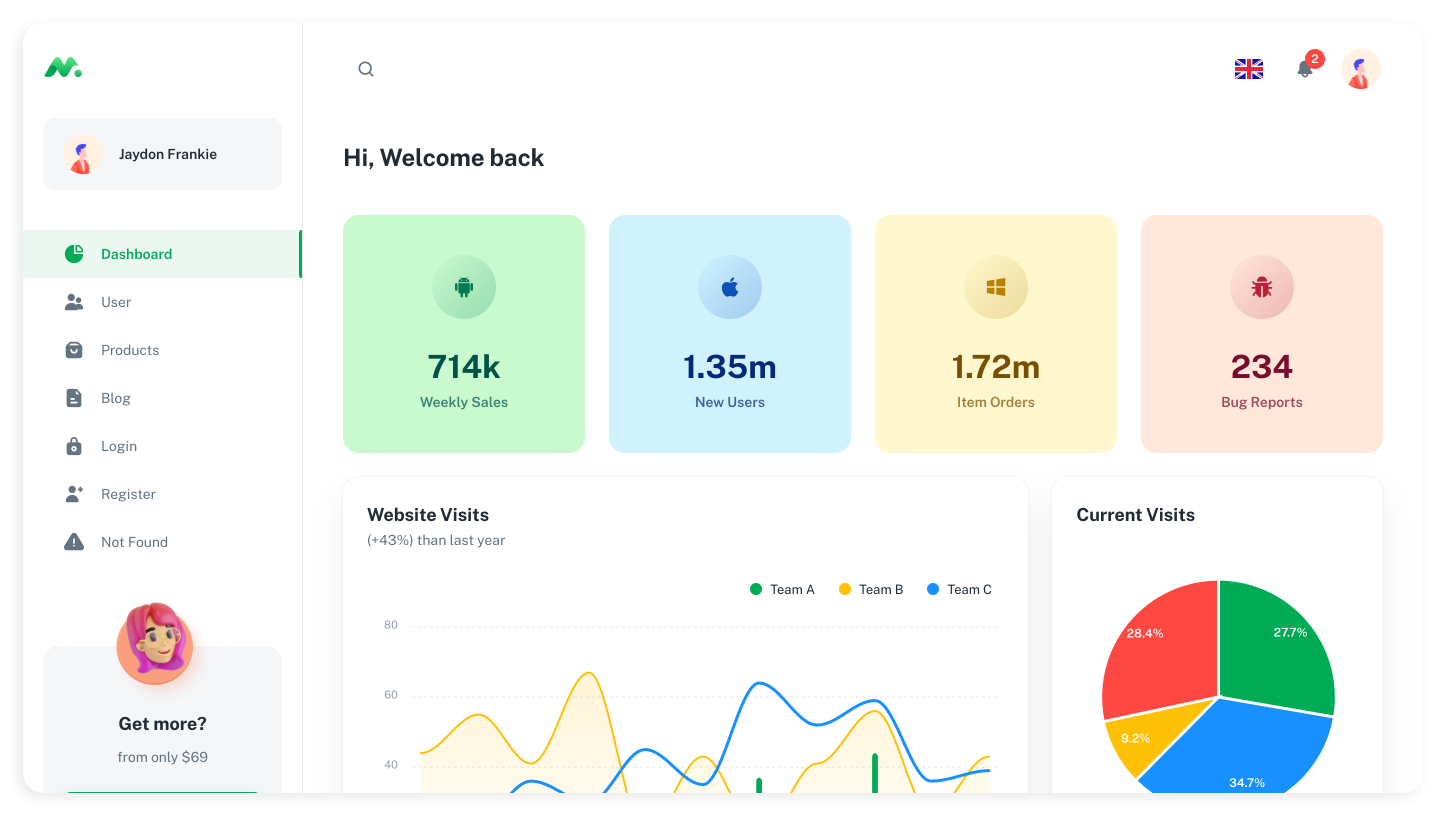 2
Jaydon Frankie
Hi, Welcome back
Dashboard
User
Products
Blog
Login
Register
Not Found
714k
Weekly Sales
1.35m
New Users
1.72m
Item Orders
234
Bug Reports
Website Visits
(+43%) than last year
Team A
Team B
Team C
80
60
40
Current Visits
28.4%
27.7%
9.2%
34.7%
Get more?
from only $69